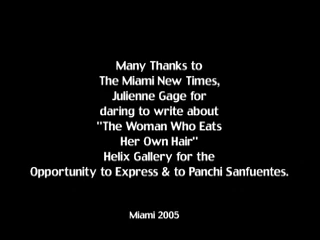 Many Thanks to
The Miami New Times,
Julienne Gage for
daring to write about
"The Woman Who Eats
Her Own Hair"
Helix Gallery for the
Opportunity to Express & to Panchi Sanfuentes.
Miami 2005